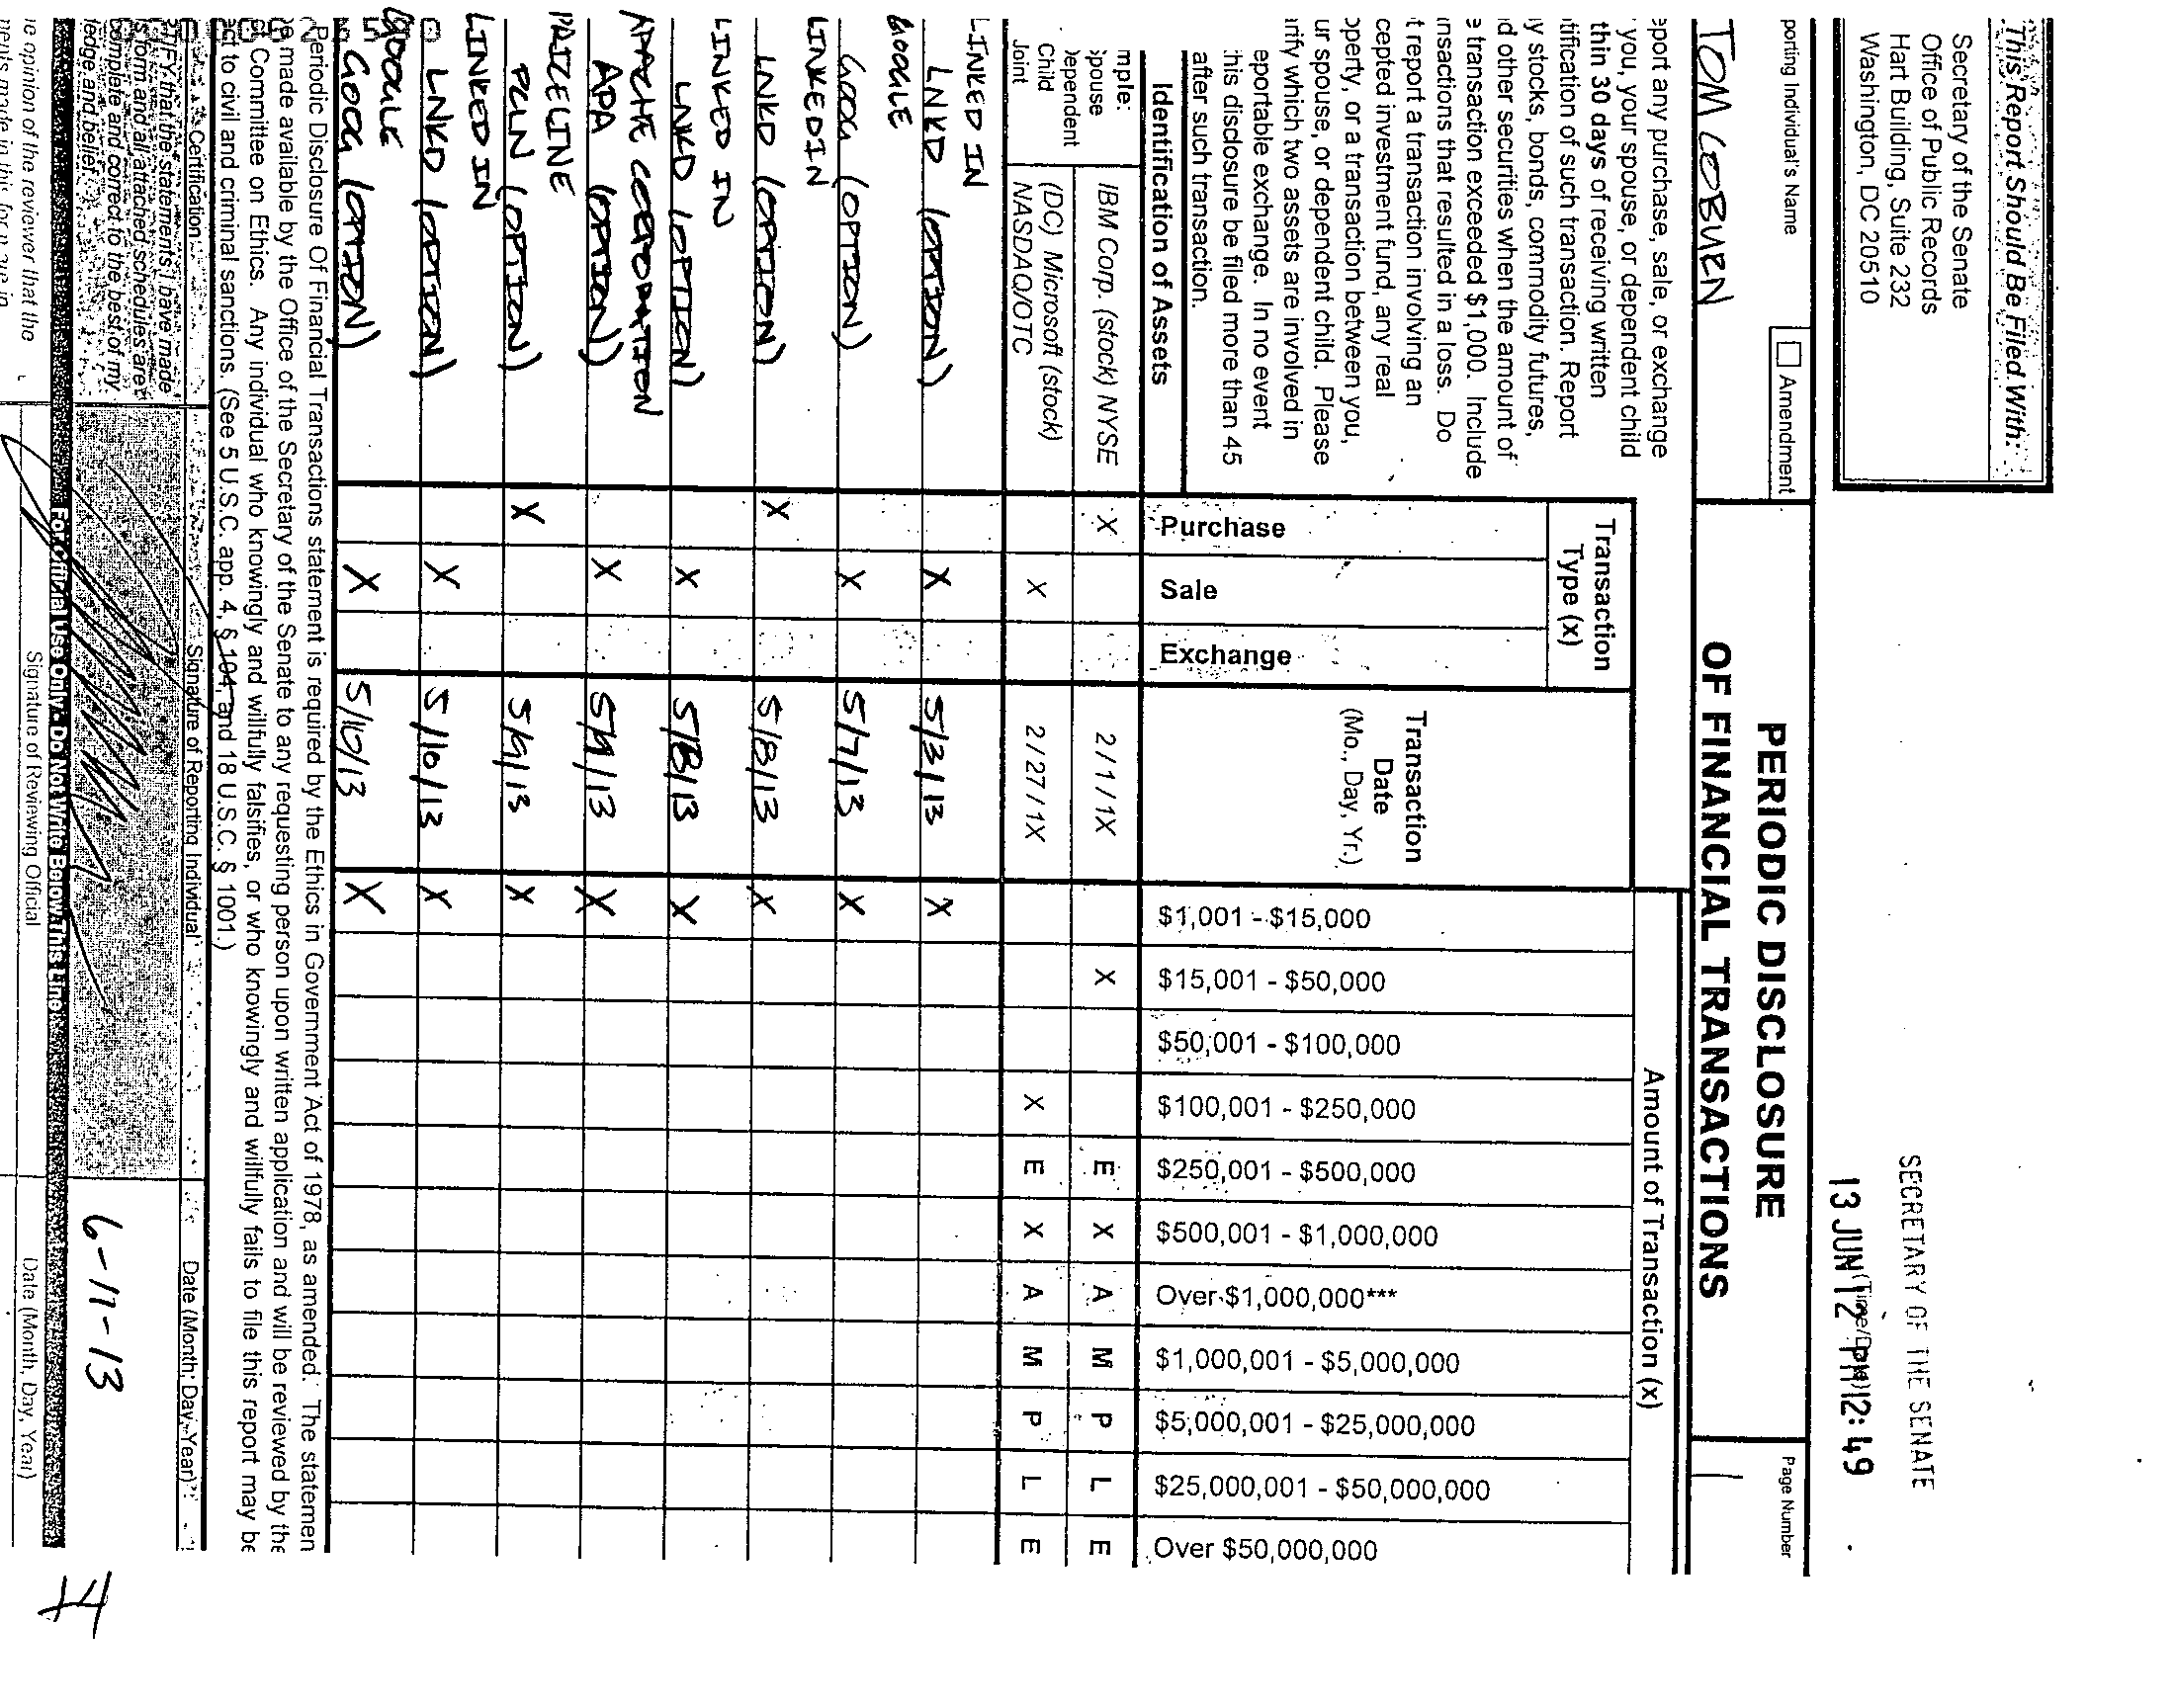 This Report Should Be Filed With:
Secretary of the Senate
Office of Public Records
Hart Building, Suite 232
Washington, DC 20510
SECRETARY OF THE SENATE
13 JUN 12 PM 12:49
porting Individual's Name
TOM COBURN
Amendment
PERIODIC DISCLOSURE
OF FINANCIAL TRANSACTIONS
Page Number
1
eport any purchase, sale, or exchange
you, your spouse, or dependent child
thin 30 days of receiving written
tification of such transaction. Report
y stocks, bonds, commodity futures,
d other securities when the amount of
e transaction exceeded $1,000. Include
nsactions that resulted in a loss. Do
t report a transaction involving an
cepted investment fund, any real
operty, or a transaction between you,
ur spouse, or dependent child. Please
rify which two assets are involved in
eportable exchange. In no event
his disclosure be filed more than 45
after such transaction.
Identification of Assets
Transaction
Type (x)
Purchase
Sale
Exchange
Transaction
Date
(Mo., Day, Yr.)
Amount of Transaction (x)
$1,001 - $15,000
$15,001 - $50,000
$50,001 - $100,000
$100,001 - $250,000
$250,001 - $500,000
$500,001 - $1,000,000
Over $1,000,000***
$1,000,001 - $5,000,000
$5,000,001 - $25,000,000
$25,000,001 - $50,000,000
Over $50,000,000
mple:
Spouse
Dependent
Child
Joint
IBM Corp. (stock) NYSE X 2/1/1X X E X A M P L E
(DC) Microsoft (stock)
NASDAQ/OTC X 2/27/1X X E X A M P L E
LINKED IN
LNKD (OPTION) X 5/3/13 X
GOOGLE
GOOG (OPTION) X 5/7/13 X
LINKEDIN
LNKD (OPTION) X 5/8/13 X
LINKED IN
LNKD (OPTION) X 5/8/13 X
APACHE CORPORATION
APA (OPTION) X 5/9/13 X
PRICELINE
PCLN (OPTION) X 5/9/13 X
LINKED IN
LNKD (OPTION) X 5/10/13 X
GOOGLE
GOOG (OPTION) X 5/10/13 X
Periodic Disclosure Of Financial Transactions statement is required by the Ethics in Government Act of 1978, as amended. The statemen
e made available by the Office of the Secretary of the Senate to any requesting person upon written application and will be reviewed by the
Committee on Ethics. Any individual who knowingly and willfully falsifies, or who knowingly and willfully fails to file this report may be
ct to civil and criminal sanctions. (See 5 U.S.C. app. 4, § 104, and 18 U.S.C. § 1001.)
Certification
Signature of Reporting Individual
Date (Month, Day, Year)
TIFY that the statements I have made
form and all attached schedules are
omplete and correct to the best of my
ledge and belief
6-11-13
For Official Use Only - Do Not Write Below This Line
e opinion of the reviewer that the
ments made in this form are in
Signature of Reviewing Official
Date (Month, Day, Year)